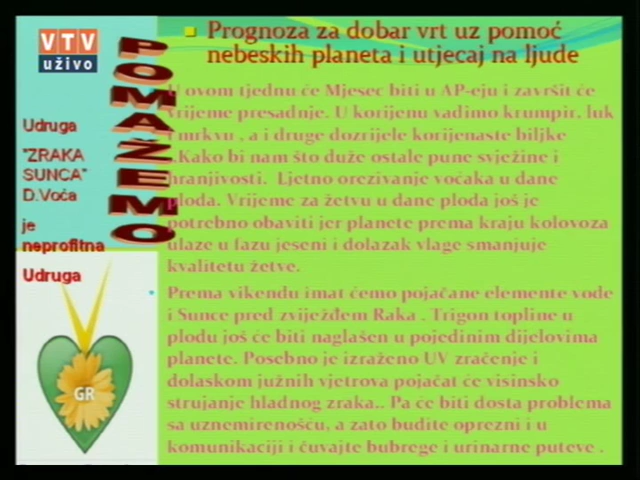 VTV
uživo
POMAŽEMO
Udruga
"ZRAKA
SUNCA"
D.Voća
je
neprofitna
Udruga
GR
Prognoza za dobar vrt uz pomoć
nebeskih planeta i utjecaj na ljude
U ovom tjednu će Mjesec biti u AP-eju i završit će
vrijeme presadnje. U korijenu vadimo krumpir, luk
i mrkvu , a i druge dozrijele korijenaste biljke
.Kako bi nam što duže ostale pune svježine i
hranjivosti. Ljetno orezivanje voćaka u dane
ploda. Vrijeme za žetvu u dane ploda još je
potrebno obaviti jer planete prema kraju kolovoza
ulaze u fazu jeseni i dolazak vlage smanjuje
kvalitetu žetve.
Prema vikendu imat ćemo pojačane elemente vode
i Sunce pred zviježđem Raka . Trigon topline u
plodu još će biti naglašen u pojedinim dijelovima
planete. Posebno je izraženo UV zračenje i
dolaskom južnih vjetrova pojačat će visinsko
strujanje hladnog zraka.. Pa će biti dosta problema
sa uznemirenošću, a zato budite oprezni i u
komunikaciji i čuvajte bubrege i urinarne puteve .